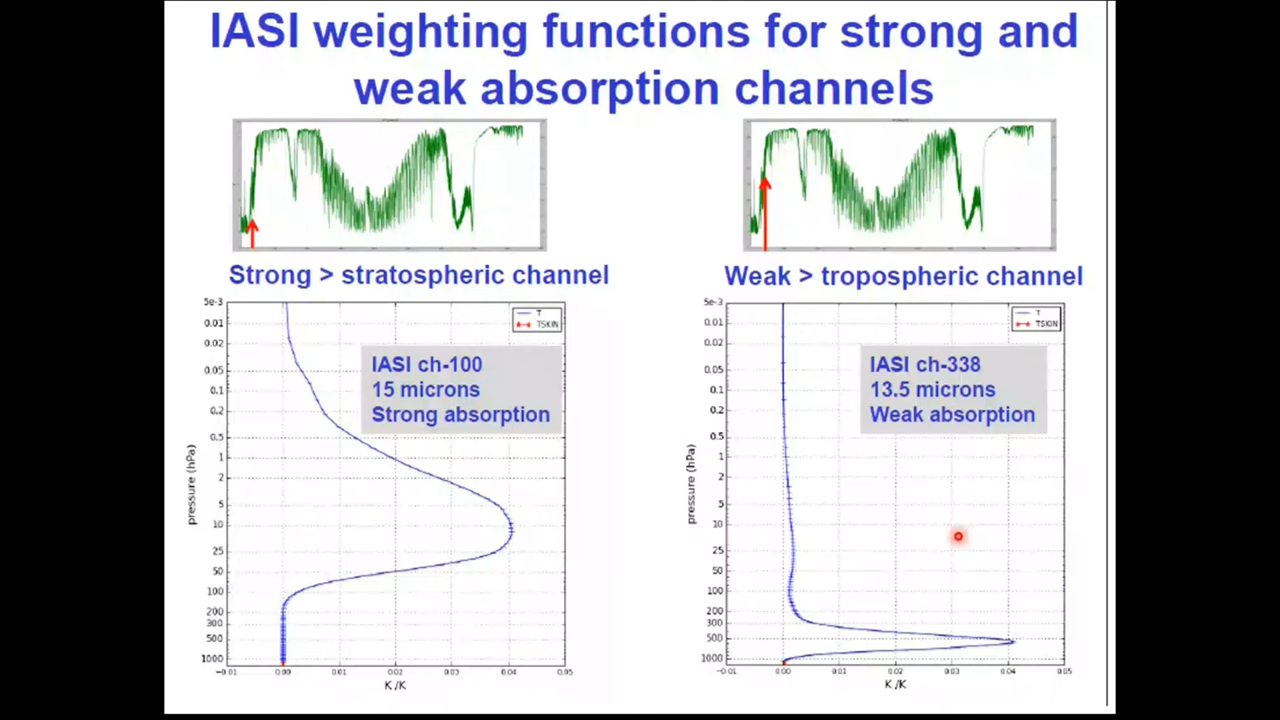 IASI weighting functions for strong and
weak absorption channels
Strong > stratospheric channel
Weak > tropospheric channel
5e-3
0.01
0.02
0.05
0.1
0.2
0.5
1
2
5
10
25
50
100
200
300
500
1000
pressure (hPa)
T
TSKIN
IASI ch-100
15 microns
Strong absorption
−0.01 0.00 0.01 0.02 0.03 0.04 0.05
K /K
5e-3
0.01
0.02
0.05
0.1
0.2
0.5
1
2
5
10
25
50
100
200
300
500
1000
pressure (hPa)
T
TSKIN
IASI ch-338
13.5 microns
Weak absorption
−0.01 0.00 0.01 0.02 0.03 0.04 0.05
K /K